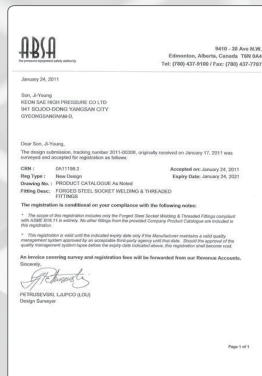 ABSA
the pressure equipment safety authority
9410 - 20 Ave N.W.
Edmonton, Alberta, Canada T6N 0A4
Tel: (780) 437-9100 / Fax: (780) 437-7787
January 24, 2011
Son, Ji-Young
KEON SAE HIGH PRESSURE CO LTD
941 SOJOO-DONG YANGSAN CITY
GYEONGSANGNAM-D,
Dear Son, Ji-Young,
The design submission, tracking number 2011-00308, originally received on January 17, 2011 was
surveyed and accepted for registration as follows:
CRN : 0A11199.2 Accepted on: January 24, 2011
Reg Type : New Design Expiry Date: January 24, 2021
Drawing No. : PRODUCT CATALOGUE As Noted
Fitting Desc: FORGED STEEL SOCKET WELDING & THREADED
FITTINGS
The registration is conditional on your compliance with the following notes:
* The scope of this registration includes only the Forged Steel Socket Welding & Threaded Fittings compliant
with ASME B16.11 in entirety. No other fittings from the provided Company Product Catalogue are included in
this registration.
* This registration is valid until the indicated expiry date only if the Manufacturer maintains a valid quality
management system approved by an acceptable third-party agency until that date. Should the approval of the
quality management system lapse before the expiry date indicated above, this registration shall become void.
An invoice covering survey and registration fees will be forwarded from our Revenue Accounts.
Sincerely,
PETRUSEVSKI, LJUPCO (LOU)
Design Surveyor
Page 1 of 1